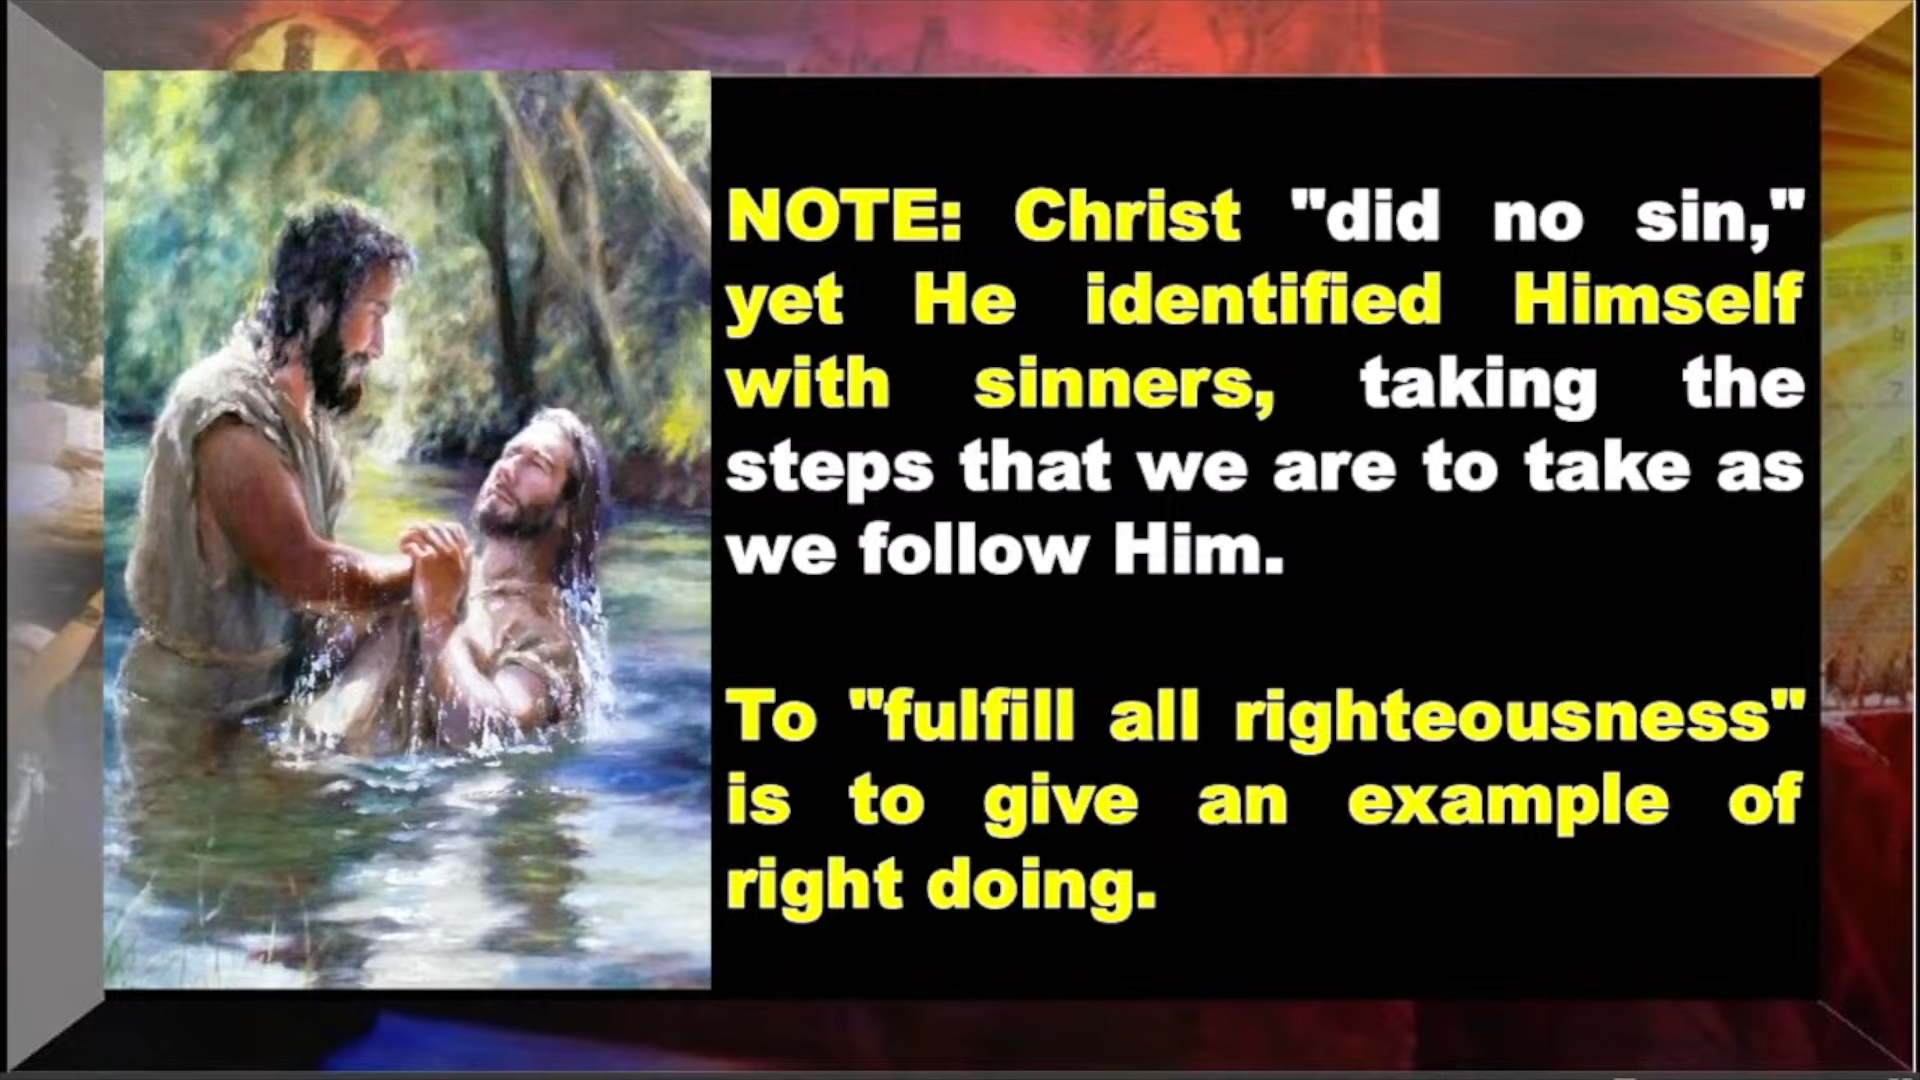 NOTE: Christ "did no sin,"
yet He identified Himself
with sinners, taking the
steps that we are to take as
we follow Him.
To "fulfill all righteousness"
is to give an example of
right doing.